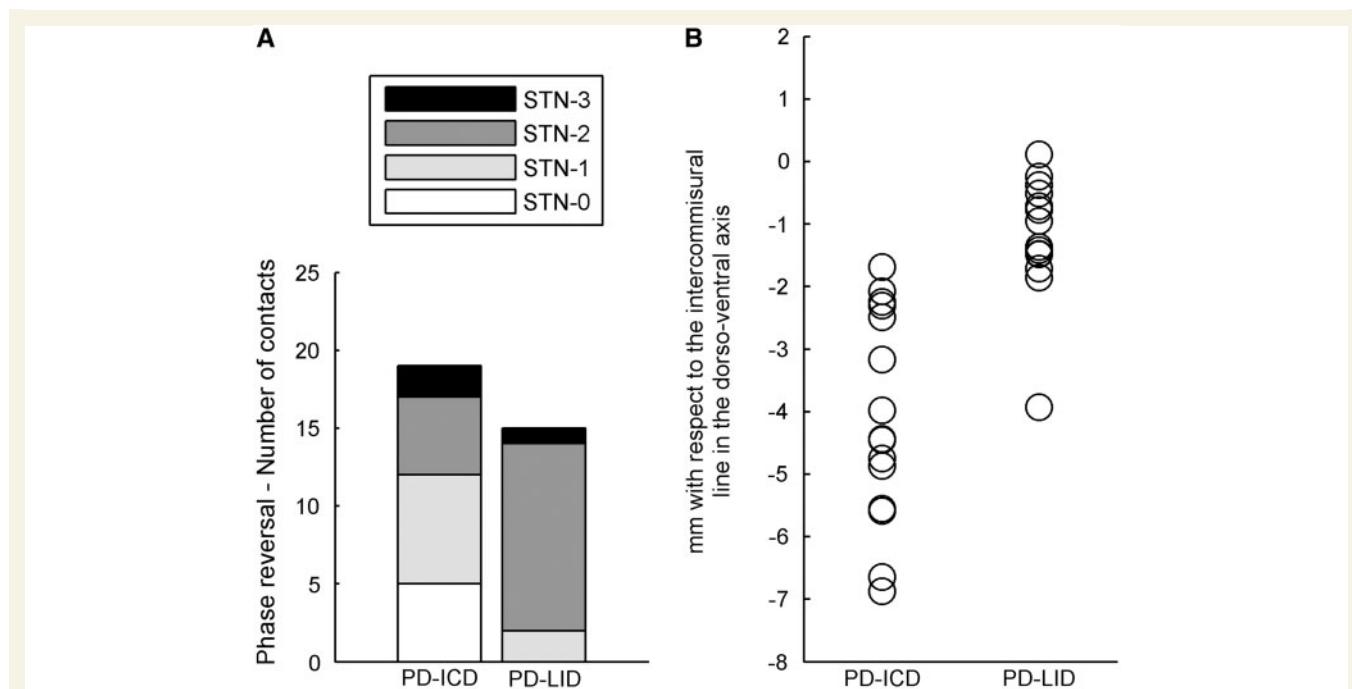 A
STN-3
STN-2
STN-1
STN-0
Phase reversal - Number of contacts
25
20
15
10
5
0
PD-ICD
PD-LID
B
mm with respect to the intercommisural
line in the dorso-ventral axis
2
1
0
-1
-2
-3
-4
-5
-6
-7
-8
PD-ICD
PD-LID